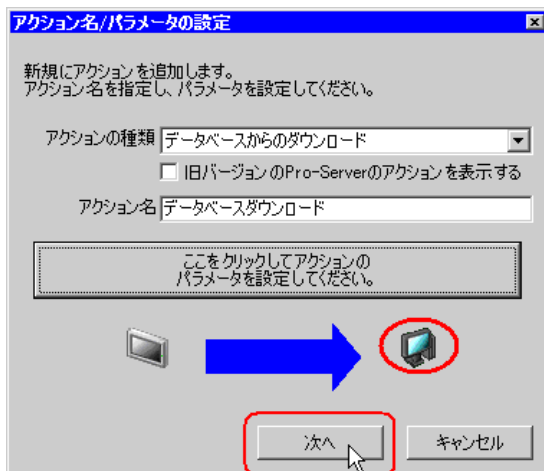 アクション名/パラメータの設定
新規にアクションを追加します。
アクション名を指定し、パラメータを設定してください。
アクションの種類 データベースからのダウンロード
旧バージョンのPro-Serverのアクションを表示する
アクション名 データベースダウンロード
ここをクリックしてアクションの
パラメータを設定してください。
次へ キャンセル